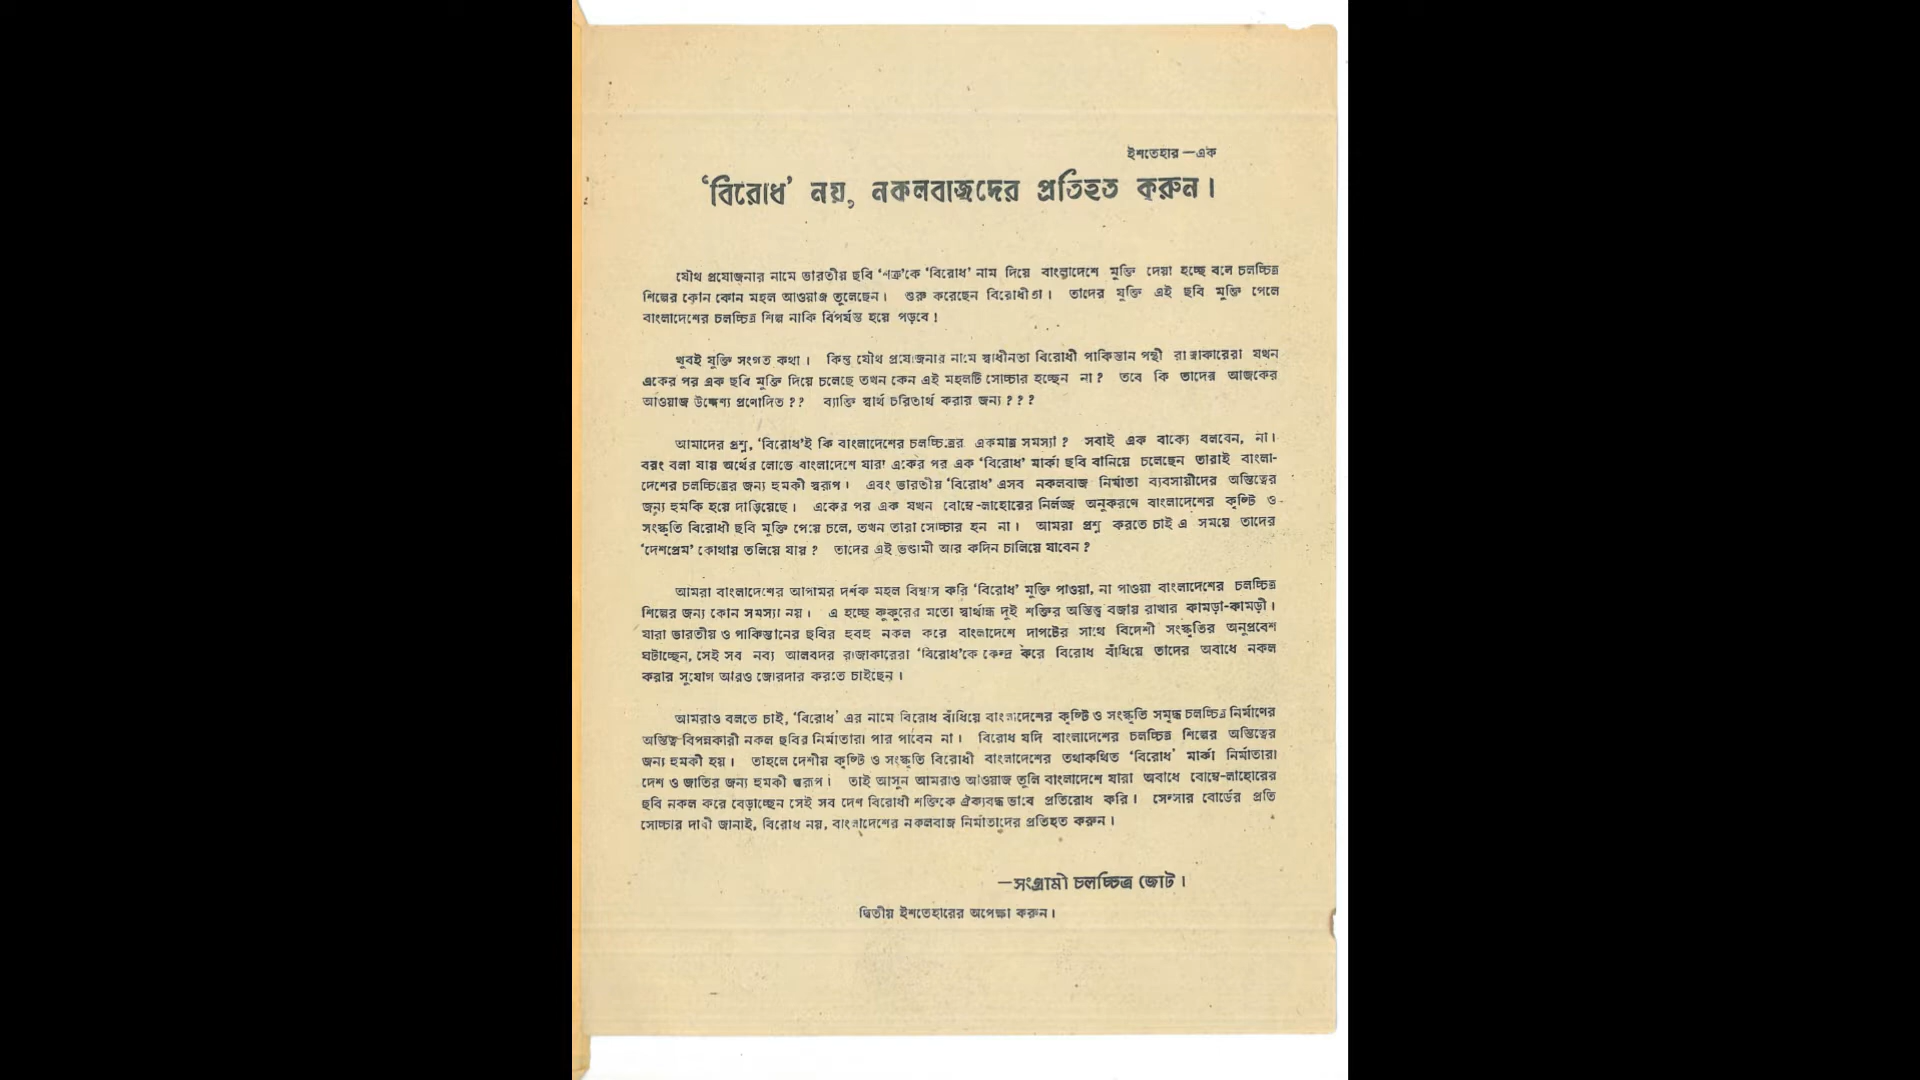 ইশতেহার—এক
‘বিরোধ’ নয়, নকলবাজদের প্রতিহত করুন।
যৌথ প্রযোজনার নামে ভারতীয় ছবি ‘শত্রু’কে ‘বিরোধ’ নাম দিয়ে বাংলাদেশে মুক্তি দেয়া হচ্ছে বলে চলচ্চিত্র
শিল্পের কোন কোন মহল আওয়াজ তুলেছেন। শুরু করেছেন বিরোধীতা। তাদের যুক্তি এই ছবি মুক্তি পেলে
বাংলাদেশের চলচ্চিত্র শিল্প নাকি বিপর্যস্ত হয়ে পড়বে!
খুবই যুক্তি সংগত কথা। কিন্তু যৌথ প্রযোজনার নামে স্বাধীনতা বিরোধী পাকিস্তান পন্থী রাজাকারেরা যখন
একের পর এক ছবি মুক্তি দিয়ে চলেছে তখন কেন এই মহলটি সোচ্চার হচ্ছেন না? তবে কি তাদের আজকের
আওয়াজ উদ্দেশ্য প্রণোদিত?? ব্যাক্তি স্বার্থ চরিতার্থ করার জন্য???
আমাদের প্রশ্ন, ‘বিরোধ’ই কি বাংলাদেশের চলচ্চিত্রের একমাত্র সমস্যা? সবাই এক বাক্যে বলবেন, না।
বরং বলা যায় অর্থের লোভে বাংলাদেশে যারা একের পর এক ‘বিরোধ’ মার্কা ছবি বানিয়ে চলেছেন তারাই বাংলা-
দেশের চলচ্চিত্রের জন্য হুমকী স্বরূপ। এবং ভারতীয় ‘বিরোধ’ এসব নকলবাজ নির্মাতা ব্যবসায়ীদের অস্তিত্বের
জন্য হুমকি হয়ে দাড়িয়েছে। একের পর এক যখন বোম্বে-লাহোরের নির্লজ্জ অনুকরণে বাংলাদেশের কৃষ্টি ও
সংস্কৃতি বিরোধী ছবি মুক্তি পেয়ে চলে, তখন তারা সোচ্চার হন না। আমরা প্রশ্ন করতে চাই এ সময়ে তাদের
‘দেশপ্রেম’ কোথায় তলিয়ে যায়? তাদের এই ভণ্ডামী আর কদিন চালিয়ে যাবেন?
আমরা বাংলাদেশের আপামর দর্শক মহল বিশ্বাস করি ‘বিরোধ’ মুক্তি পাওয়া, না পাওয়া বাংলাদেশের চলচ্চিত্র
শিল্পের জন্য কোন সমস্যা নয়। এ হচ্ছে কুকুরের মতো স্বার্থান্ধ দুই শক্তির অস্তিত্ব বজায় রাখার কামড়া-কামড়ী।
যারা ভারতীয় ও পাকিস্তানের ছবির হুবহু নকল করে বাংলাদেশে দাপটের সাথে বিদেশী সংস্কৃতির অনুপ্রবেশ
ঘটাচ্ছেন, সেই সব নব্য আলবদর রাজাকারেরা ‘বিরোধ’কে কেন্দ্র করে বিরোধ বাঁধিয়ে তাদের অবাধে নকল
করার সুযোগ আরও জোরদার করতে চাইছেন।
আমরাও বলতে চাই, ‘বিরোধ’ এর নামে বিরোধ বাঁধিয়ে বাংলাদেশের কৃষ্টি ও সংস্কৃতি সমৃদ্ধ চলচ্চিত্র নির্মাণের
অস্তিত্ব-বিপন্নকারী নকল ছবির নির্মাতারা পার পাবেন না। বিরোধ যদি বাংলাদেশের চলচ্চিত্র শিল্পের অস্তিত্বের
জন্য হুমকী হয়। তাহলে দেশীয় কৃষ্টি ও সংস্কৃতি বিরোধী বাংলাদেশের তথাকথিত ‘বিরোধ’ মার্কা নির্মাতারা
দেশ ও জাতির জন্য হুমকী স্বরূপ। তাই আসুন আমরাও আওয়াজ তুলি বাংলাদেশে যারা অবাধে বোম্বে-লাহোরের
ছবি নকল করে বেড়াচ্ছেন সেই সব দেশ বিরোধী শক্তিকে ঐক্যবদ্ধ ভাবে প্রতিরোধ করি। সেন্সার বোর্ডের প্রতি
সোচ্চার দাবী জানাই, বিরোধ নয়, বাংলাদেশের নকলবাজ নির্মাতাদের প্রতিহত করুন।
—সংগ্রামী চলচ্চিত্র জোট।
দ্বিতীয় ইশতেহারের অপেক্ষা করুন।